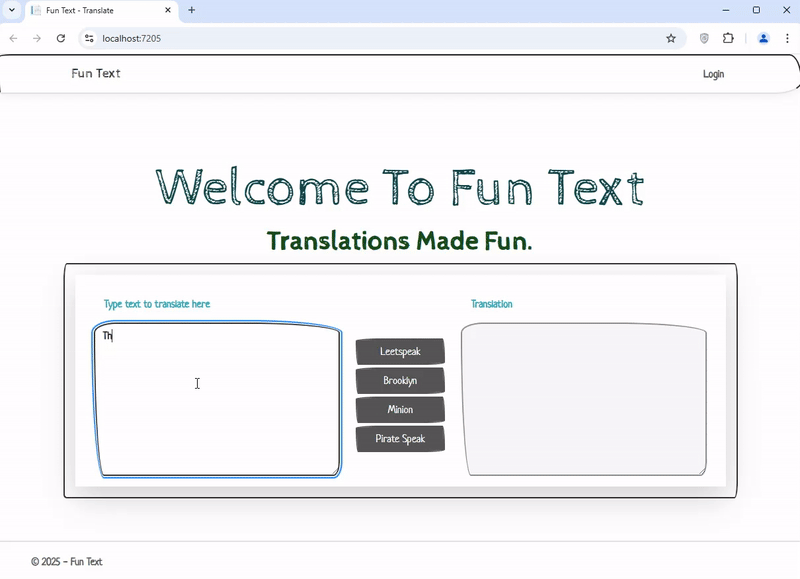 Fun Text - Translate
localhost:7205
Fun Text
Login
Welcome To Fun Text
Translations Made Fun.
Type text to translate here
Translation
Th
Leetspeak
Brooklyn
Minion
Pirate Speak
© 2025 - Fun Text